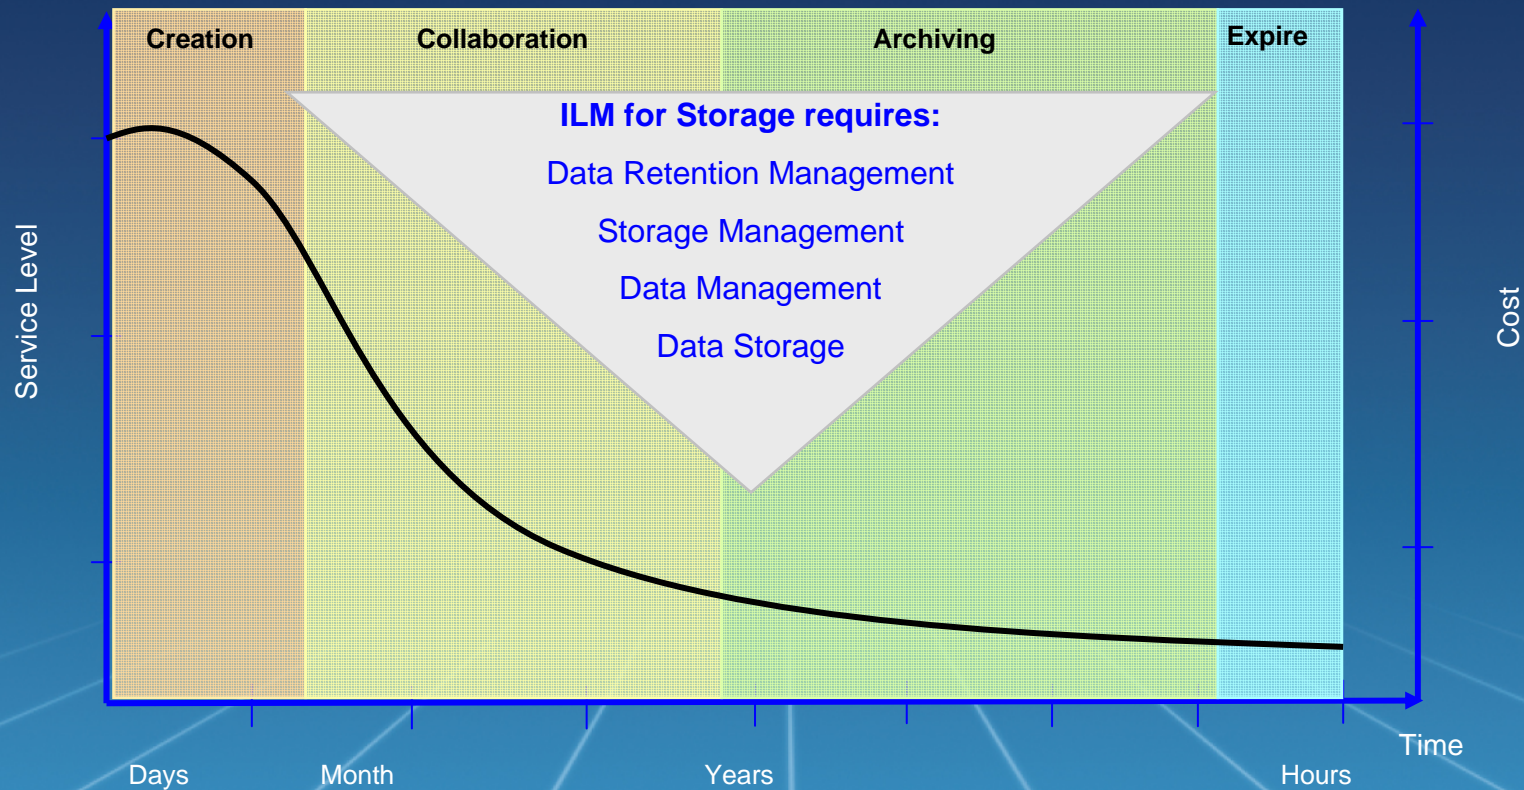 Creation
Collaboration
Archiving
Expire
ILM for Storage requires:
Data Retention Management
Storage Management
Data Management
Data Storage
Service Level
Cost
Time
Days
Month
Years
Hours